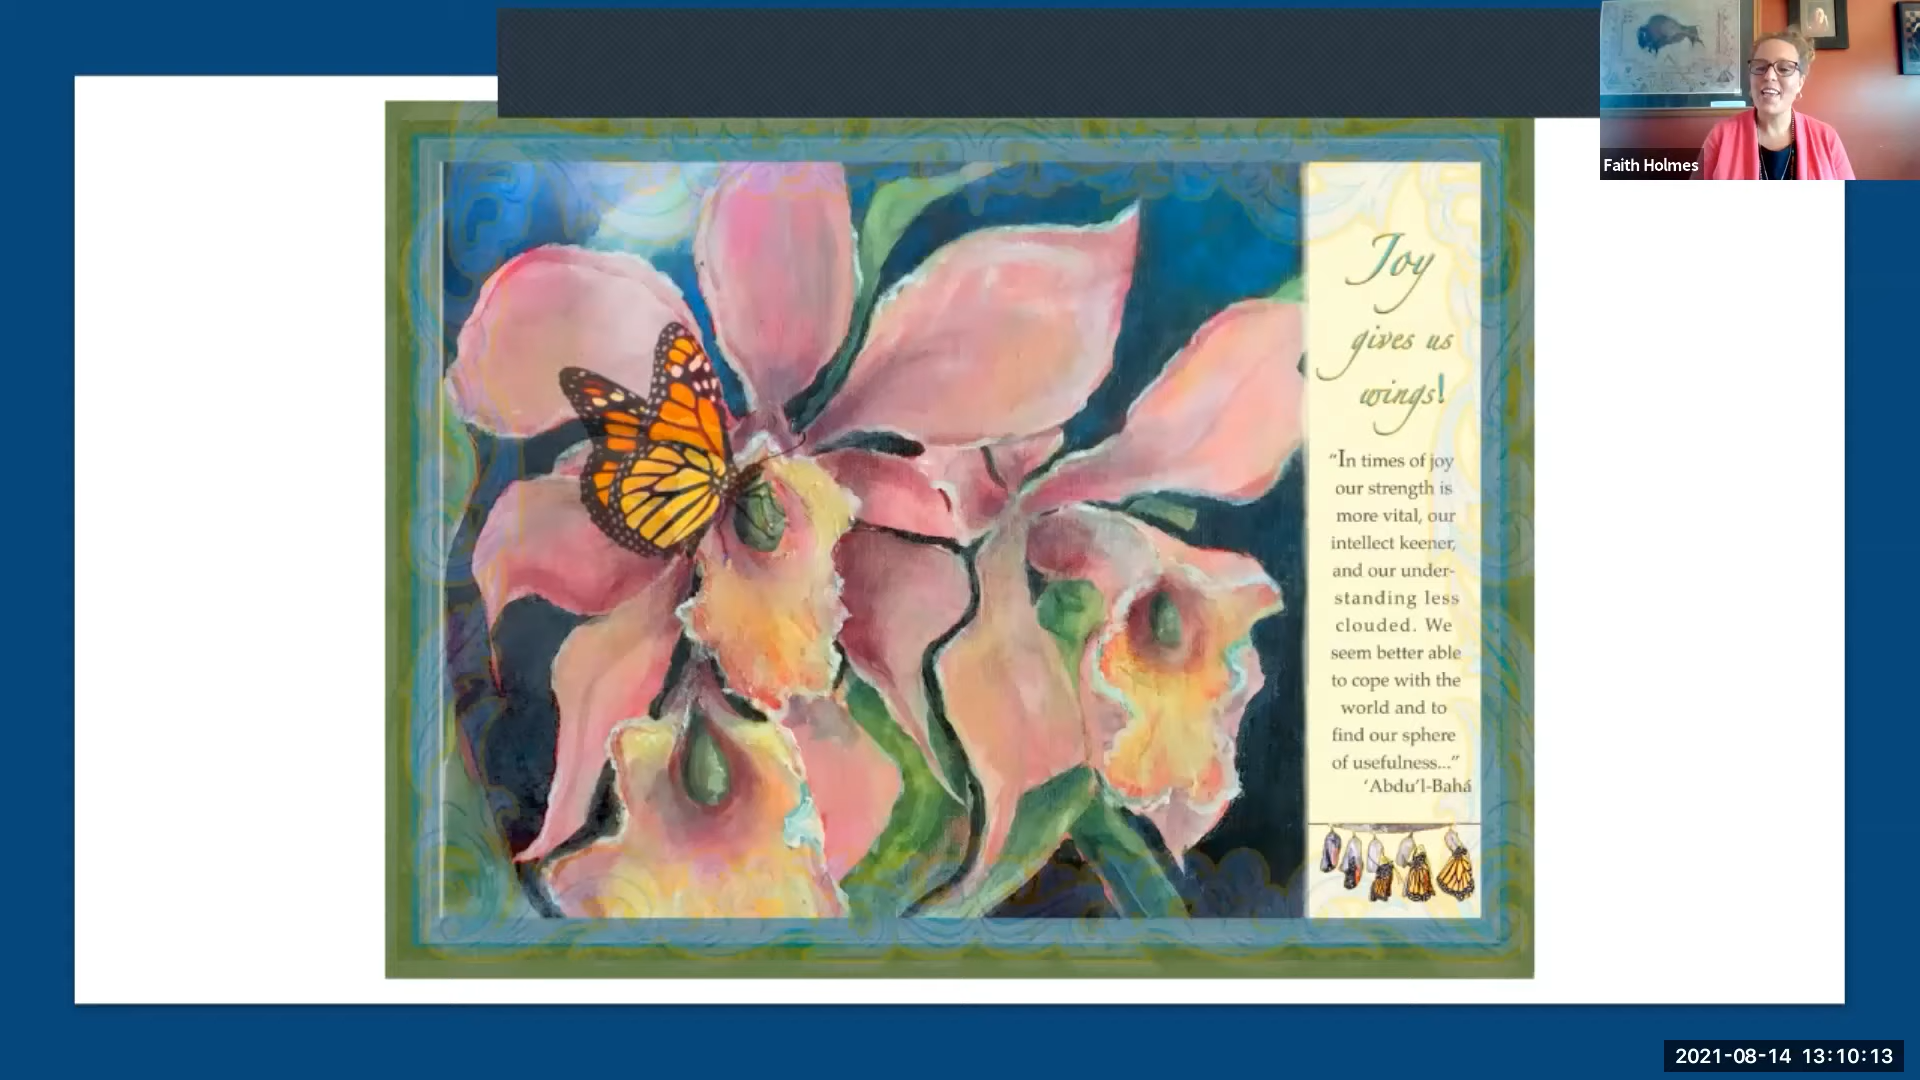 Faith Holmes
Joy
gives us
wings!
“In times of joy
our strength is
more vital, our
intellect keener,
and our under-
standing less
clouded. We
seem better able
to cope with the
world and to
find our sphere
of usefulness...”
‘Abdu’l-Bahá
2021-08-14 13:10:13